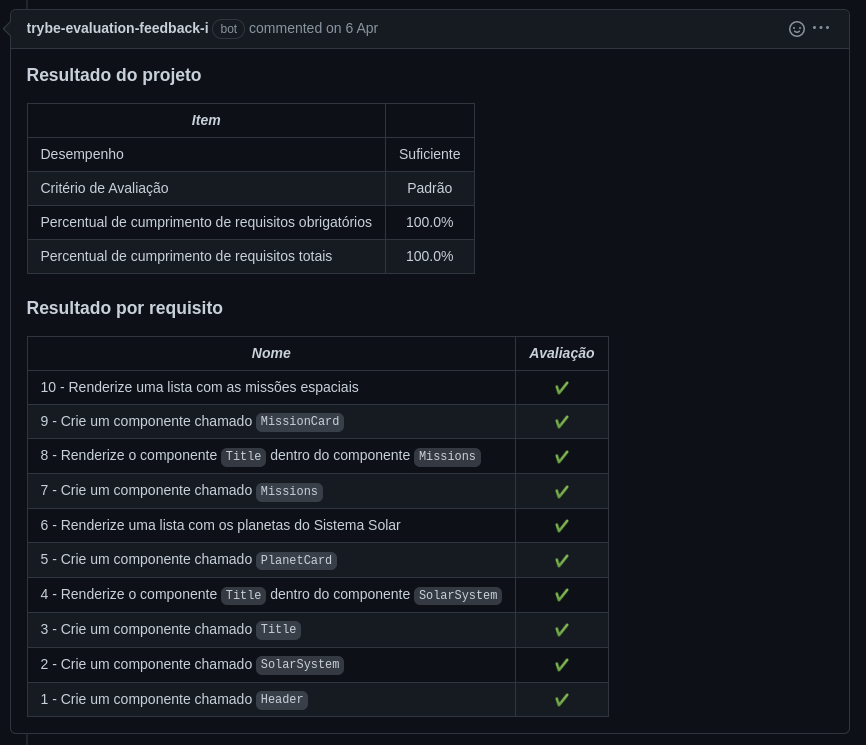 trybe-evaluation-feedback-i bot commented on 6 Apr
Resultado do projeto
Item
Desempenho Suficiente
Critério de Avaliação Padrão
Percentual de cumprimento de requisitos obrigatórios 100.0%
Percentual de cumprimento de requisitos totais 100.0%
Resultado por requisito
Nome Avaliação
10 - Renderize uma lista com as missões espaciais ✔
9 - Crie um componente chamado MissionCard ✔
8 - Renderize o componente Title dentro do componente Missions ✔
7 - Crie um componente chamado Missions ✔
6 - Renderize uma lista com os planetas do Sistema Solar ✔
5 - Crie um componente chamado PlanetCard ✔
4 - Renderize o componente Title dentro do componente SolarSystem ✔
3 - Crie um componente chamado Title ✔
2 - Crie um componente chamado SolarSystem ✔
1 - Crie um componente chamado Header ✔